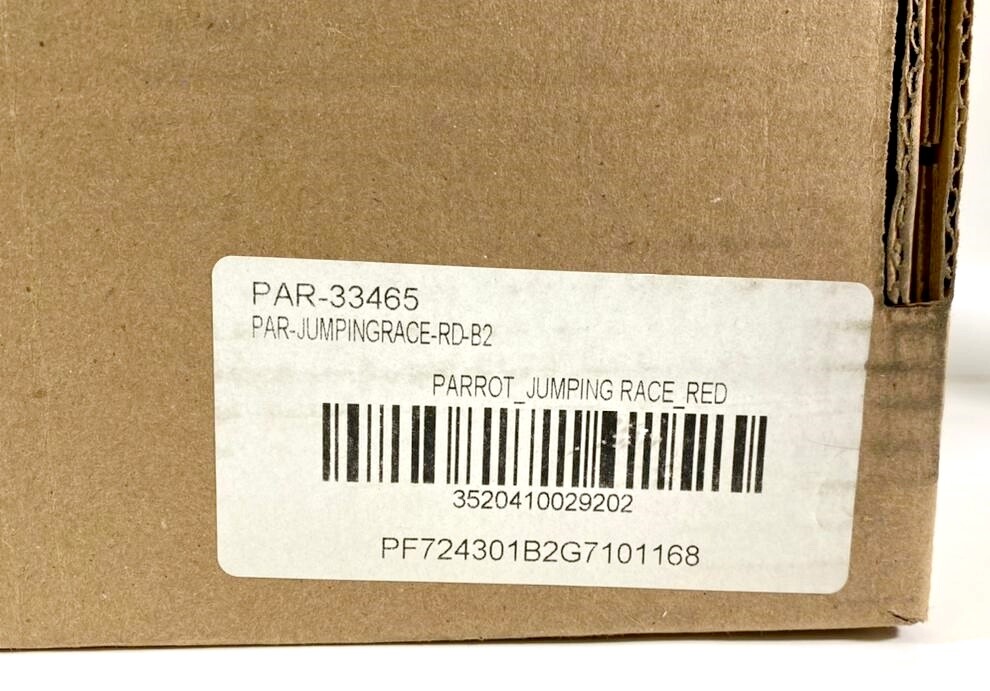 PAR-33465
PAR-JUMPINGRACE-RD-B2
PARROT_JUMPING RACE_RED
3520410029202
PF724301B2G7101168